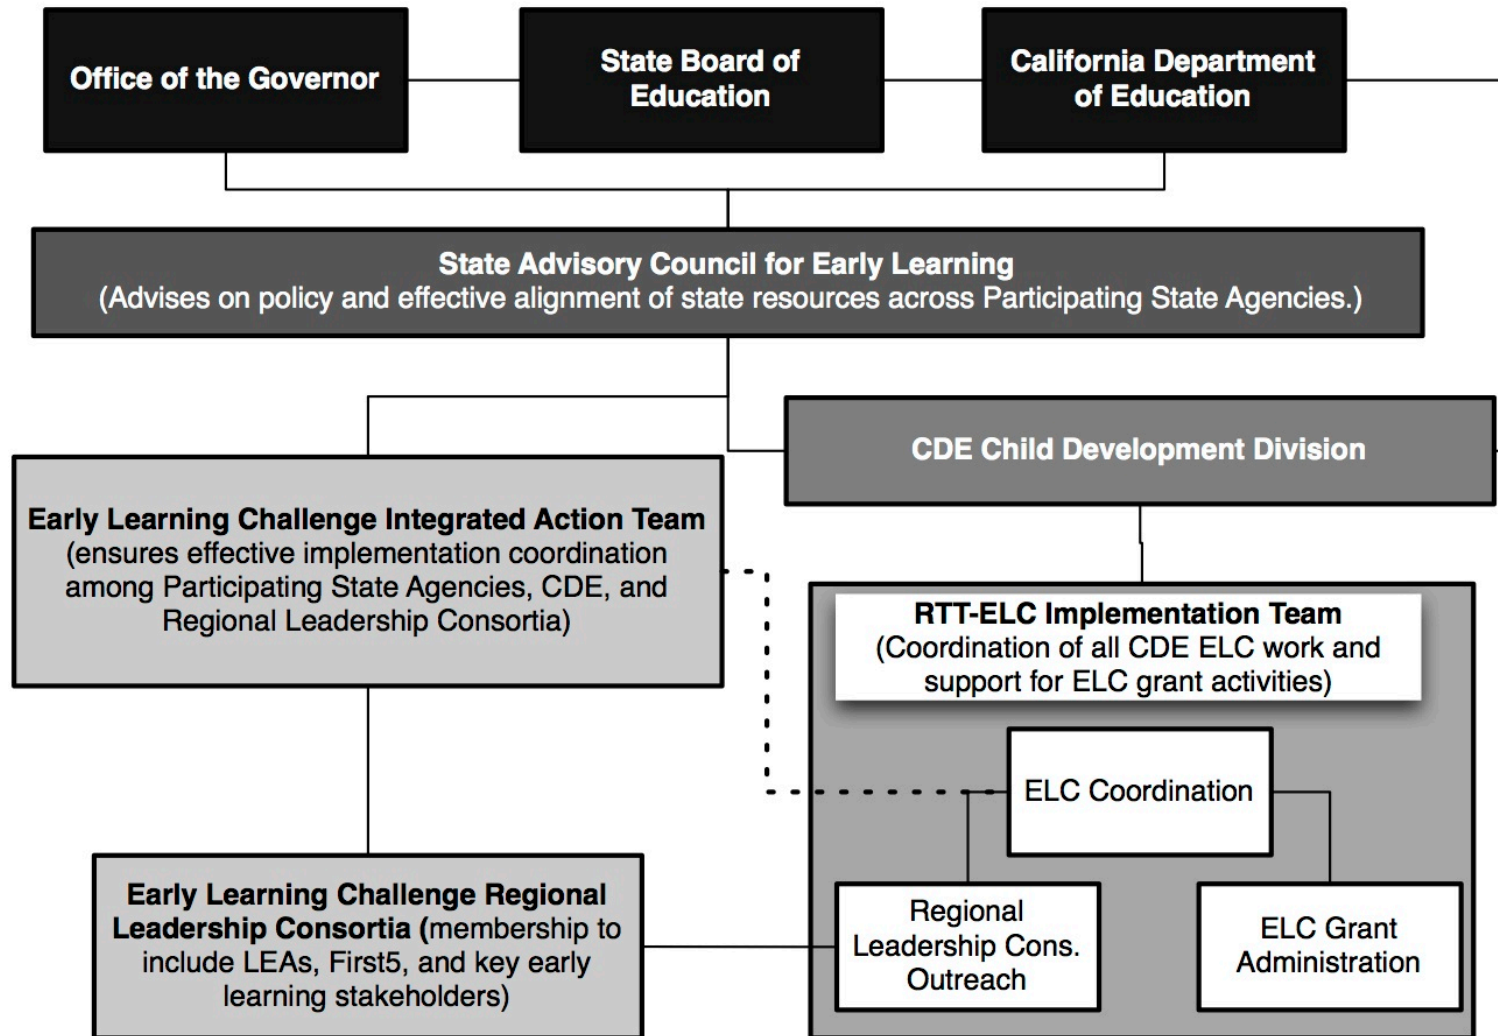 Office of the Governor
State Board of
Education
California Department
of Education
State Advisory Council for Early Learning
(Advises on policy and effective alignment of state resources across Participating State Agencies.)
CDE Child Development Division
Early Learning Challenge Integrated Action Team
(ensures effective implementation coordination
among Participating State Agencies, CDE, and
Regional Leadership Consortia)
RTT-ELC Implementation Team
(Coordination of all CDE ELC work and
support for ELC grant activities)
ELC Coordination
Early Learning Challenge Regional
Leadership Consortia (membership to
include LEAs, First5, and key early
learning stakeholders)
Regional
Leadership Cons.
Outreach
ELC Grant
Administration